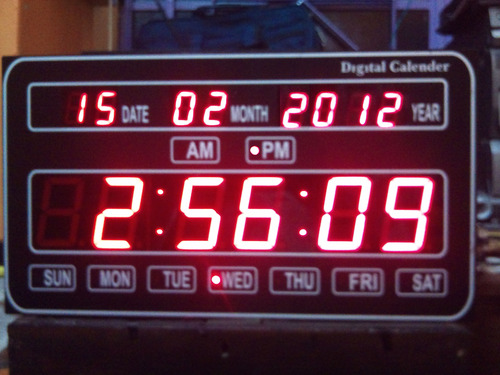 Digital Calender
15 DATE 02 MONTH 2012 YEAR
AM PM
2:56:09
SUN MON TUE WED THU FRI SAT